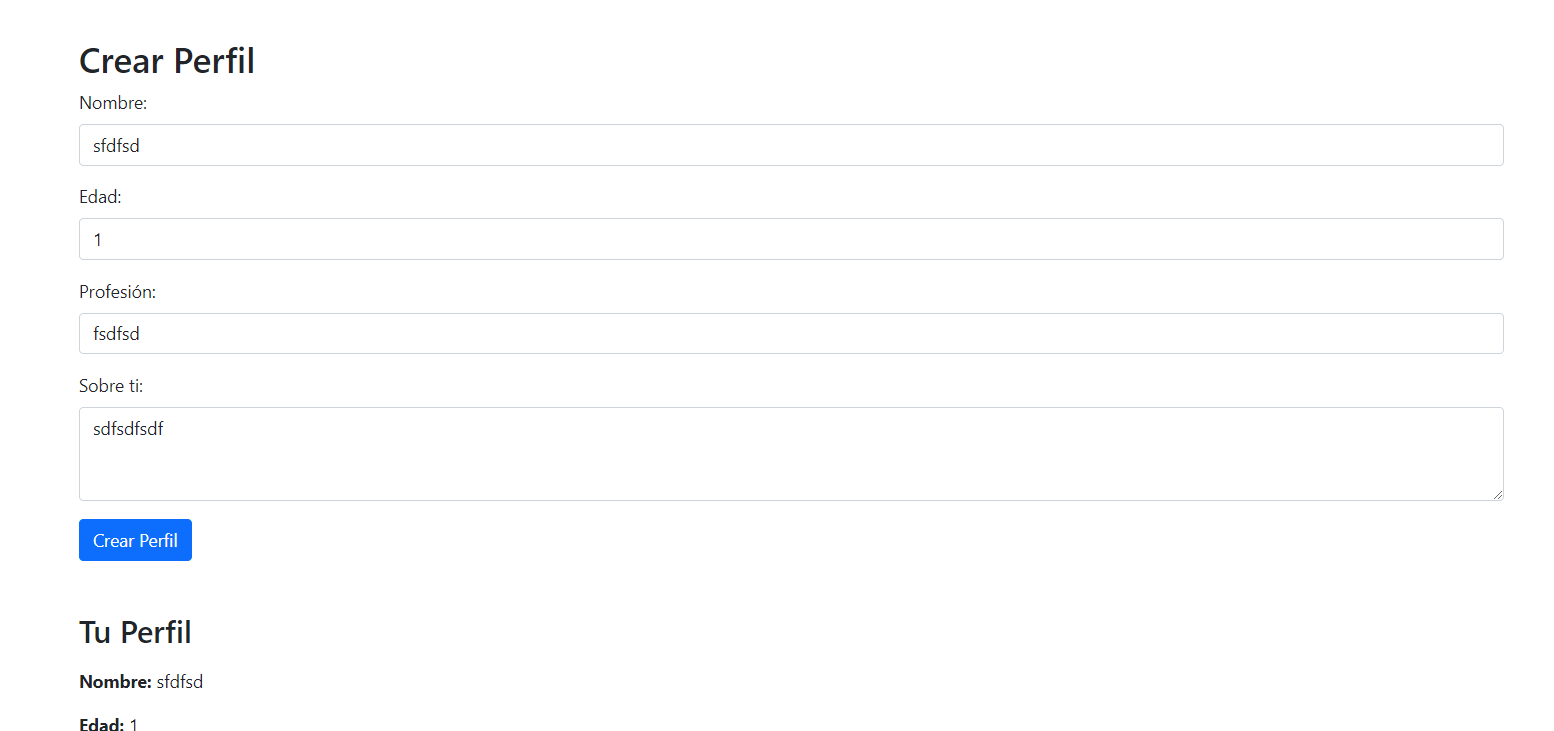 Crear Perfil
Nombre:
sfdfsd
Edad:
1
Profesión:
fsdfsd
Sobre ti:
sdfsdfsdf
Crear Perfil
Tu Perfil
Nombre: sfdfsd
Edad: 1